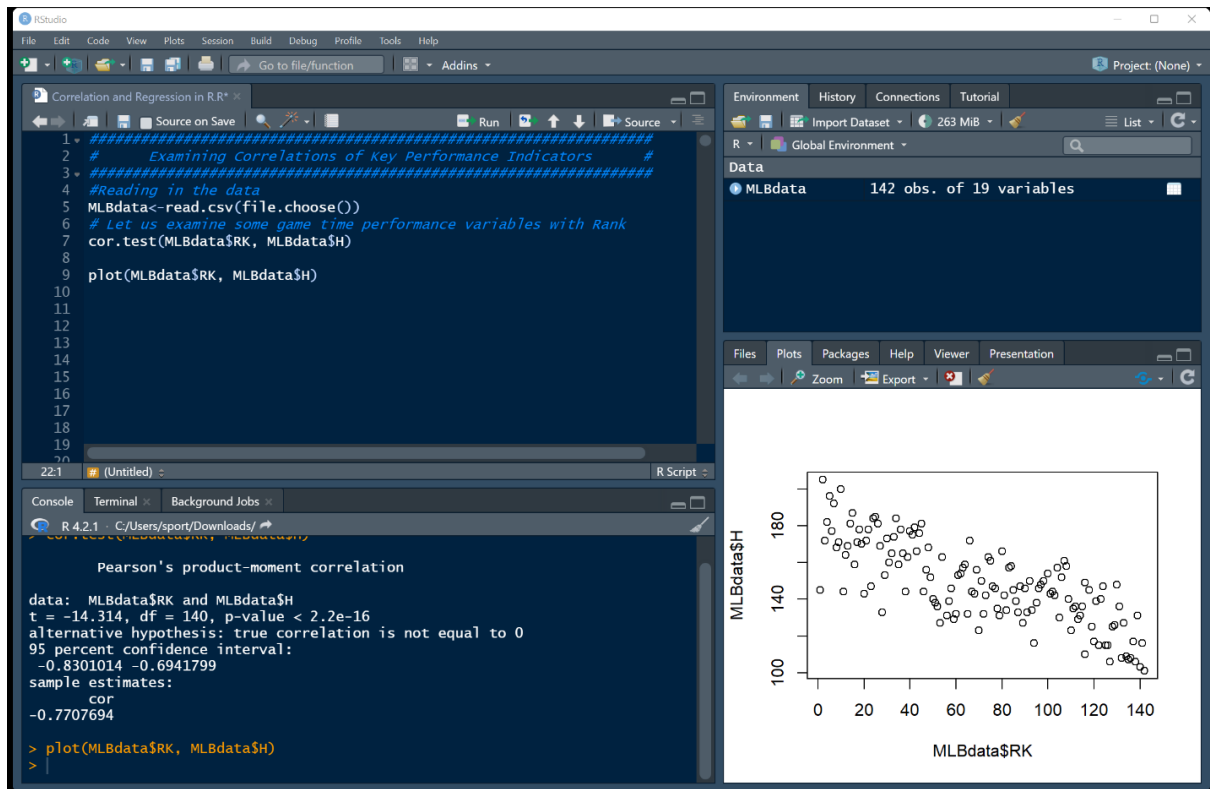 RStudio
File Edit Code View Plots Session Build Debug Profile Tools Help
Go to file/function Addins Project: (None)
Correlation and Regression in R.R*
Source on Save Run Source
1 ##############################################################
2 # Examining Correlations of Key Performance Indicators #
3 ##############################################################
4 #Reading in the data
5 MLBdata<-read.csv(file.choose())
6 # Let us examine some game time performance variables with Rank
7 cor.test(MLBdata$RK, MLBdata$H)
8
9 plot(MLBdata$RK, MLBdata$H)
10
11
12
13
14
15
16
17
18
19
20
22:1 # (Untitled) R Script
Console Terminal Background Jobs
R 4.2.1 · C:/Users/sport/Downloads/
> cor.test(MLBdata$RK, MLBdata$H)
Pearson's product-moment correlation
data: MLBdata$RK and MLBdata$H
t = -14.314, df = 140, p-value < 2.2e-16
alternative hypothesis: true correlation is not equal to 0
95 percent confidence interval:
-0.8301014 -0.6941799
sample estimates:
cor
-0.7707694
> plot(MLBdata$RK, MLBdata$H)
>
Environment History Connections Tutorial
Import Dataset 263 MiB List
R Global Environment
Data
MLBdata 142 obs. of 19 variables
Files Plots Packages Help Viewer Presentation
Zoom Export
MLBdata$H
180
140
100
0 20 40 60 80 100 120 140
MLBdata$RK